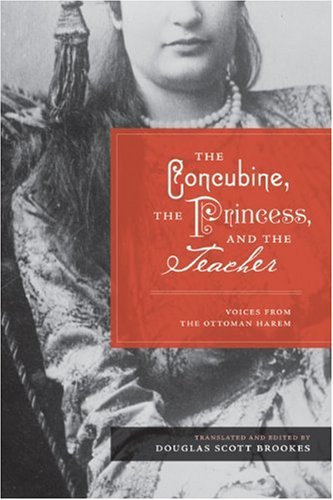 THE
Concubine,
THE Princess,
AND THE
Teacher
VOICES FROM
THE OTTOMAN HAREM
TRANSLATED AND EDITED BY
DOUGLAS SCOTT BROOKES